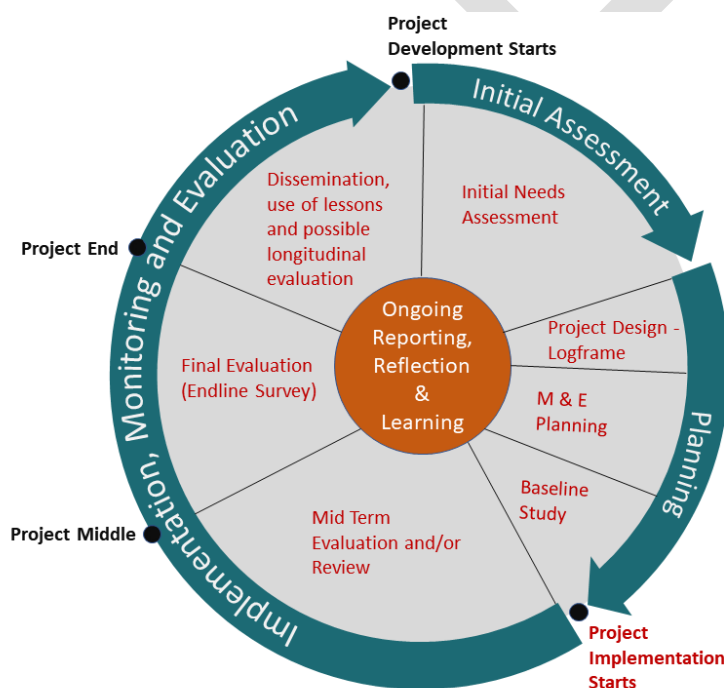 Project
Development Starts
Initial Assessment
Initial Needs
Assessment
Project Design -
Logframe
M & E
Planning
Baseline
Study
Planning
Project
Implementation
Starts
Mid Term
Evaluation and/or
Review
Project Middle
Final Evaluation
(Endline Survey)
Project End
Dissemination,
use of lessons
and possible
longitudinal
evaluation
Implementation, Monitoring and Evaluation
Ongoing
Reporting,
Reflection
&
Learning